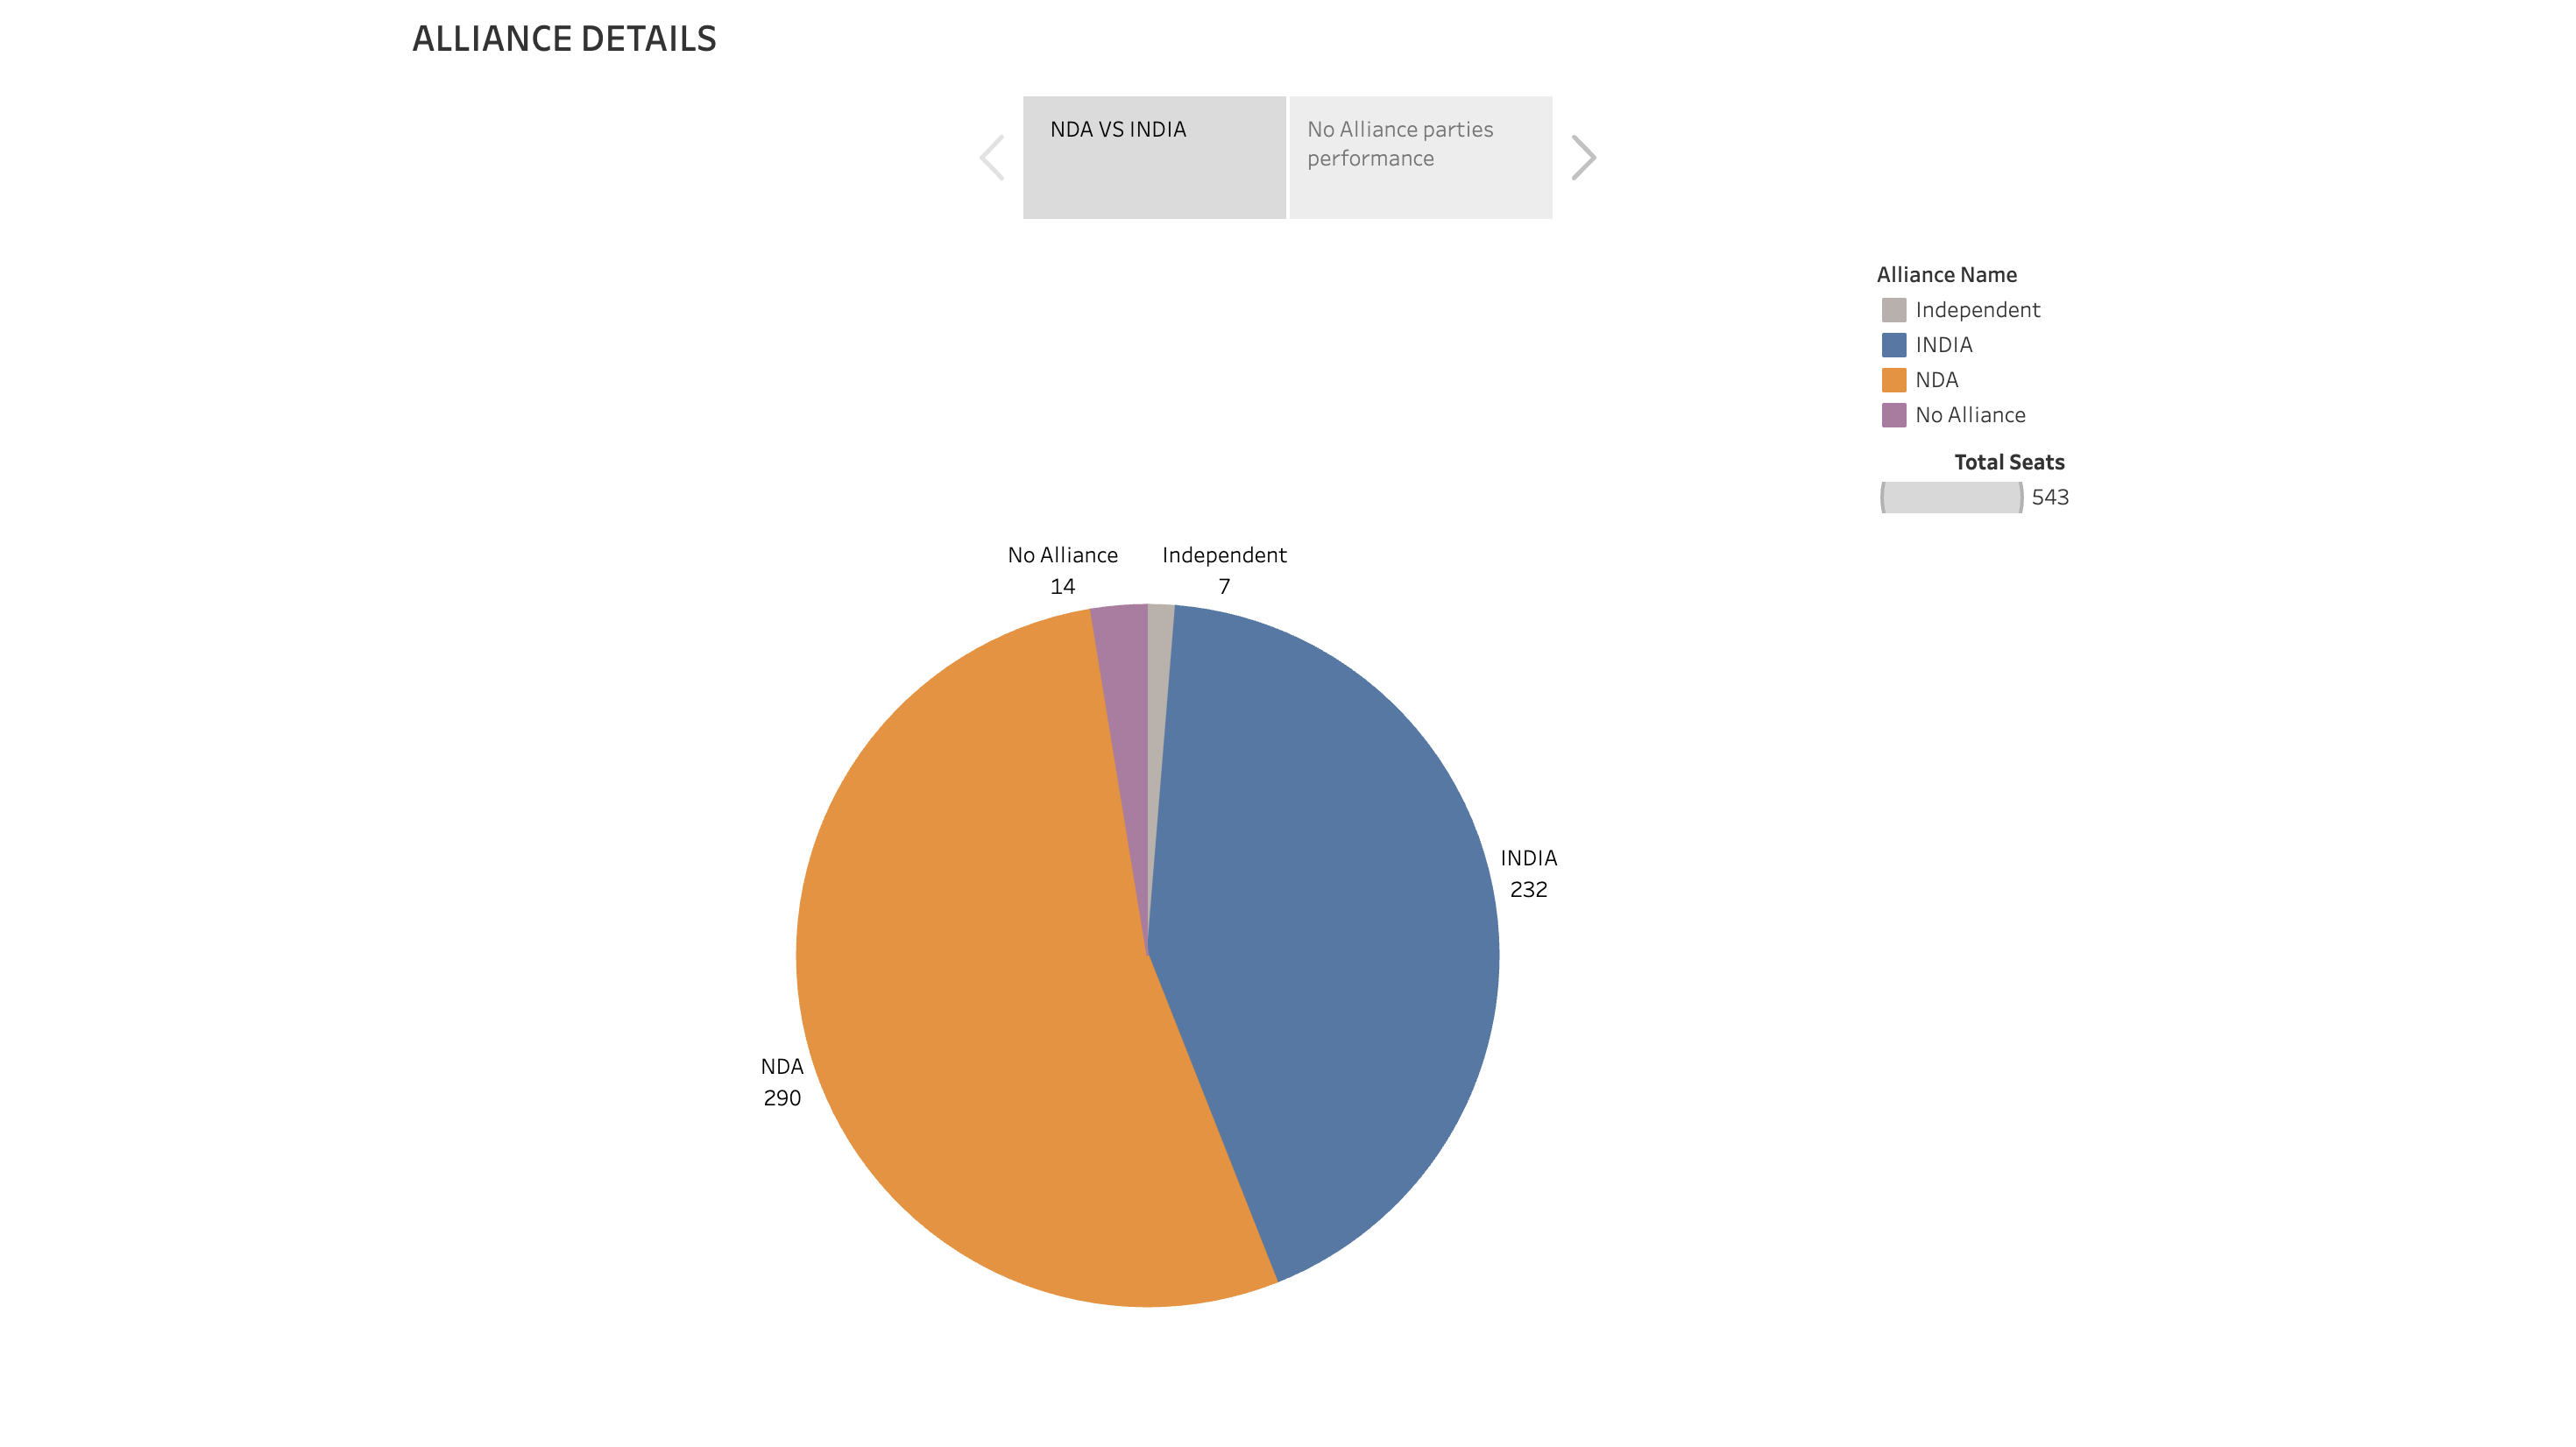 ALLIANCE DETAILS
NDA VS INDIA
No Alliance parties
performance
Alliance Name
Independent
INDIA
NDA
No Alliance
Total Seats
543
No Alliance
14
Independent
7
INDIA
232
NDA
290